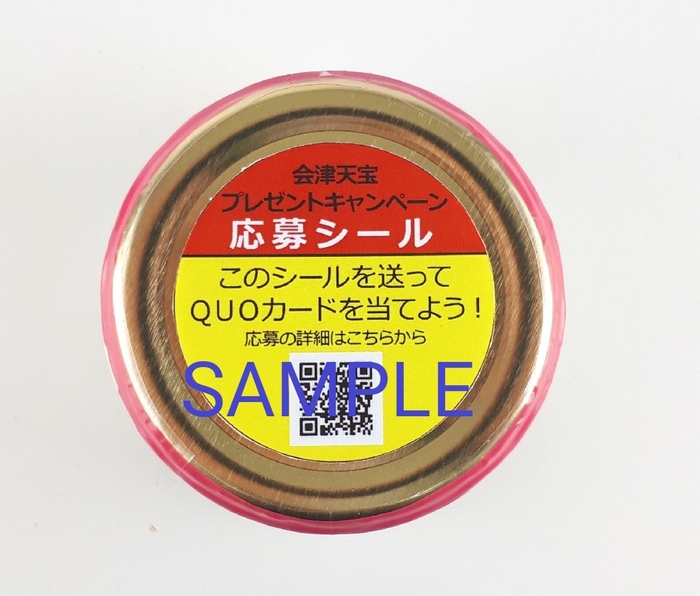 会津天宝
プレゼントキャンペーン
応募シール
このシールを送って
QUOカードを当てよう！
応募の詳細はこちらから
SAMPLE